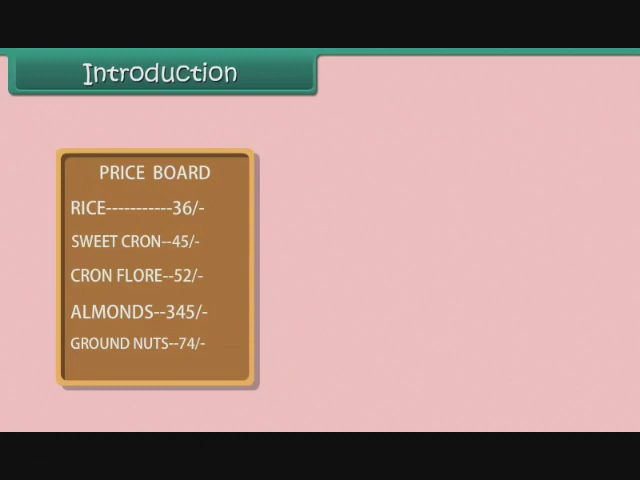 Introduction
PRICE BOARD
RICE-----------36/-
SWEET CRON--45/-
CRON FLORE--52/-
ALMONDS--345/-
GROUND NUTS--74/-